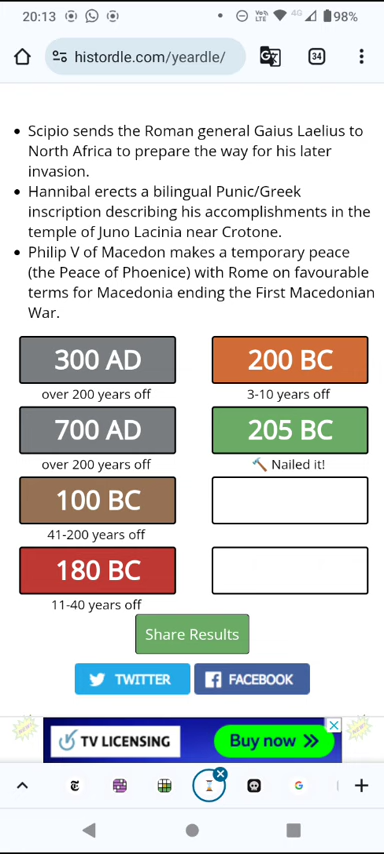 20:13
VoWiFi LTE 4G 98%
histordle.com/yeardle/
34
• Scipio sends the Roman general Gaius Laelius to
North Africa to prepare the way for his later
invasion.
• Hannibal erects a bilingual Punic/Greek
inscription describing his accomplishments in the
temple of Juno Lacinia near Crotone.
• Philip V of Macedon makes a temporary peace
(the Peace of Phoenice) with Rome on favourable
terms for Macedonia ending the First Macedonian
War.
300 AD
over 200 years off
700 AD
over 200 years off
100 BC
41-200 years off
180 BC
11-40 years off
200 BC
3-10 years off
205 BC
Nailed it!
Share Results
TWITTER
FACEBOOK
TV LICENSING
Buy now